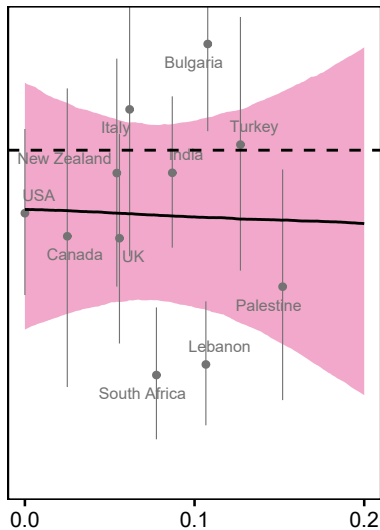 Bulgaria
Italy
Turkey
New Zealand
India
USA
Canada
UK
Palestine
Lebanon
South Africa
0.0
0.1
0.2